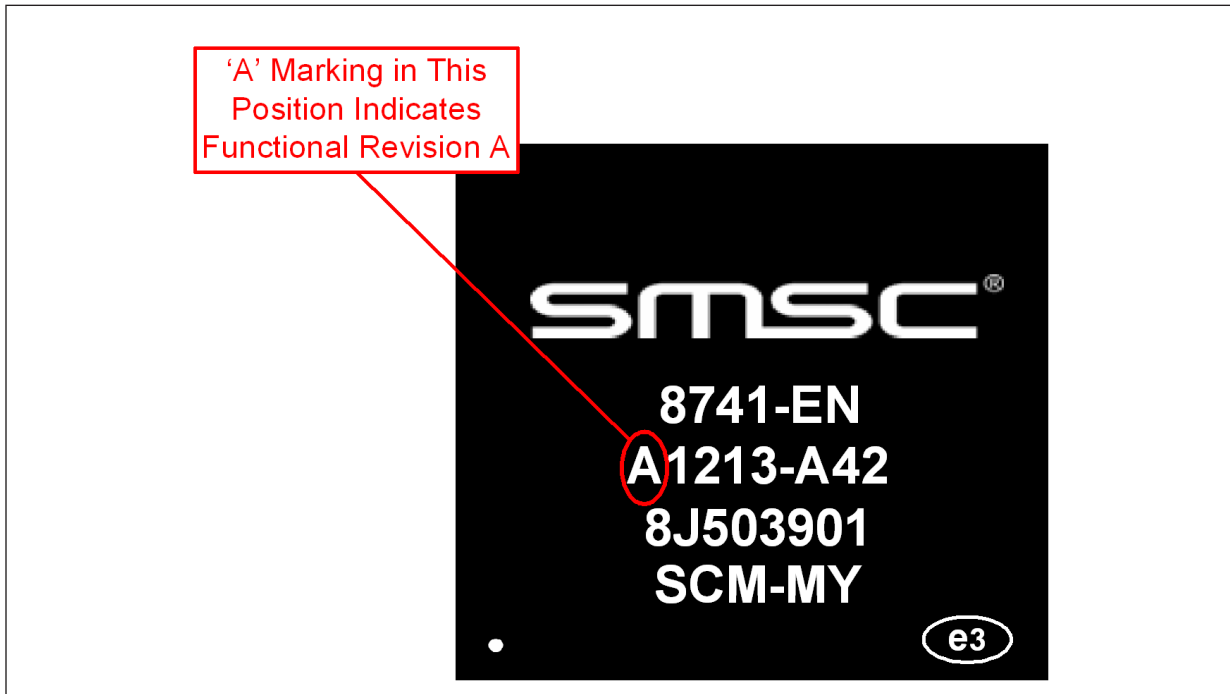 ‘A’ Marking in This
Position Indicates
Functional Revision A
smsc®
8741-EN
A1213-A42
8J503901
SCM-MY
e3